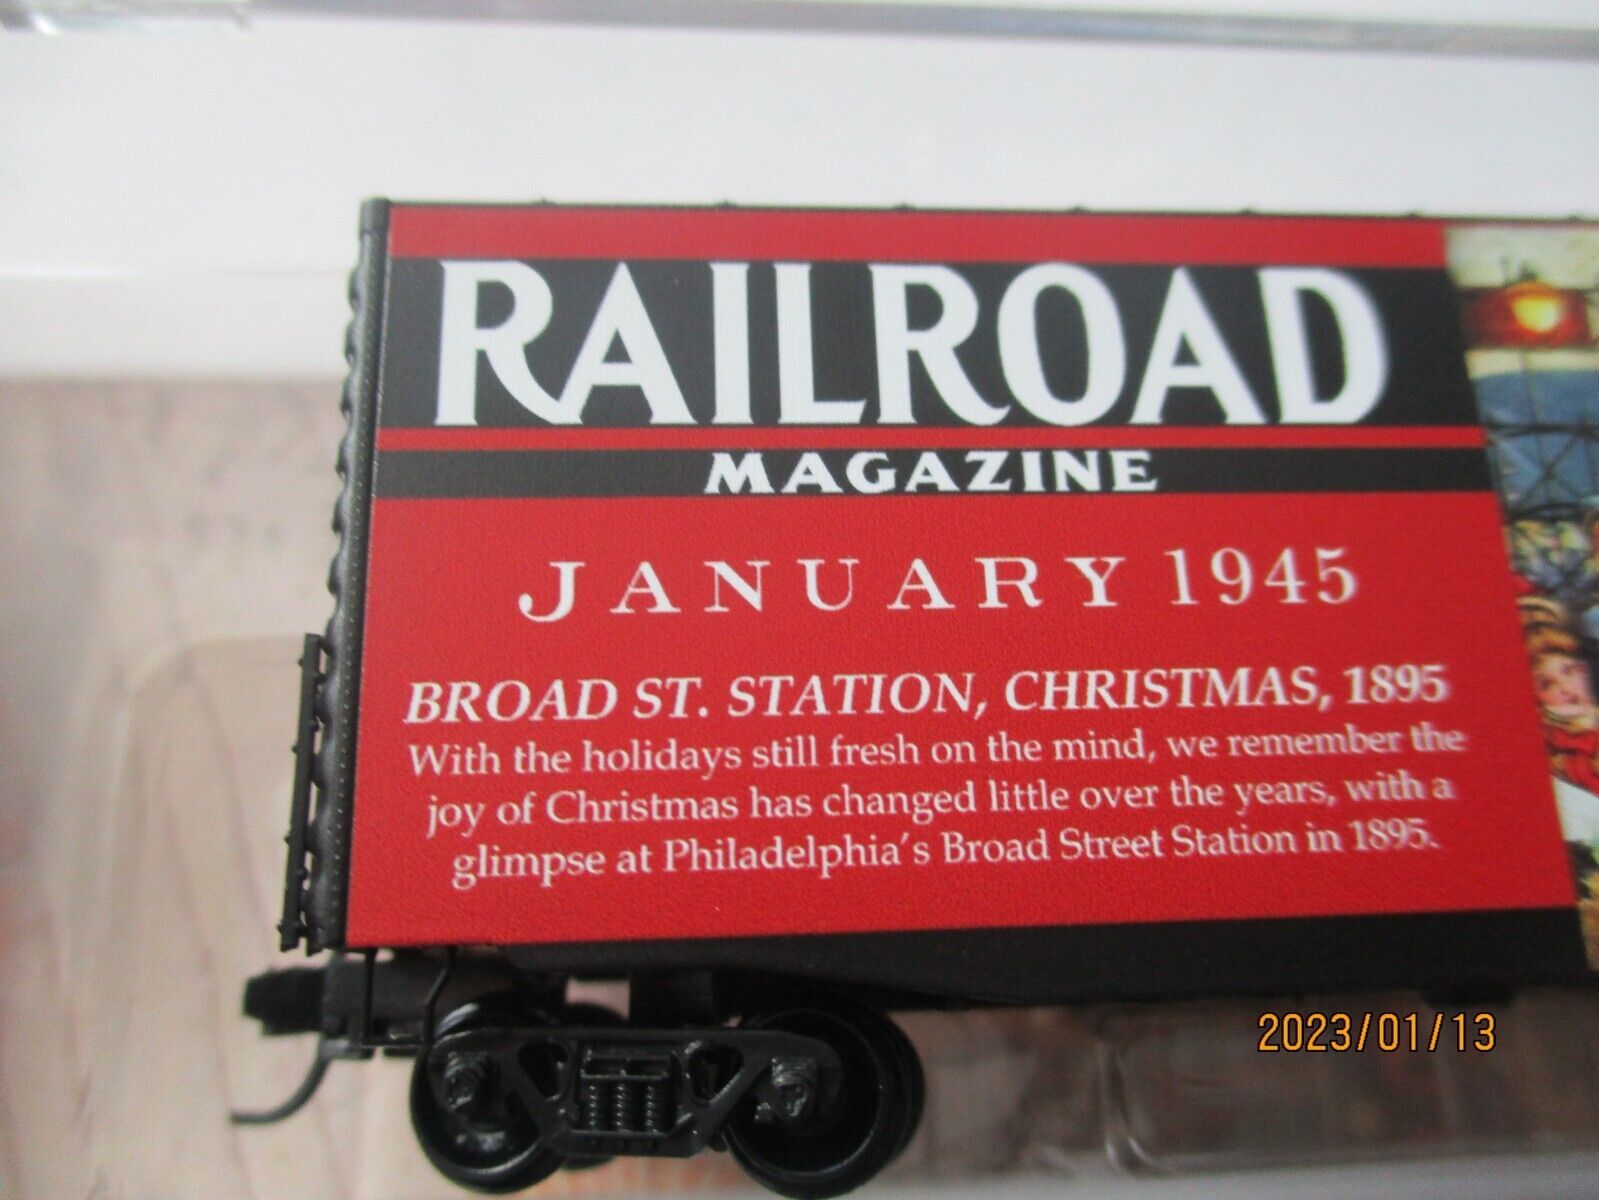 RAILROAD
MAGAZINE
JANUARY 1945
BROAD ST. STATION, CHRISTMAS, 1895
With the holidays still fresh on the mind, we remember the
joy of Christmas has changed little over the years, with a
glimpse at Philadelphia's Broad Street Station in 1895.
2023/01/13